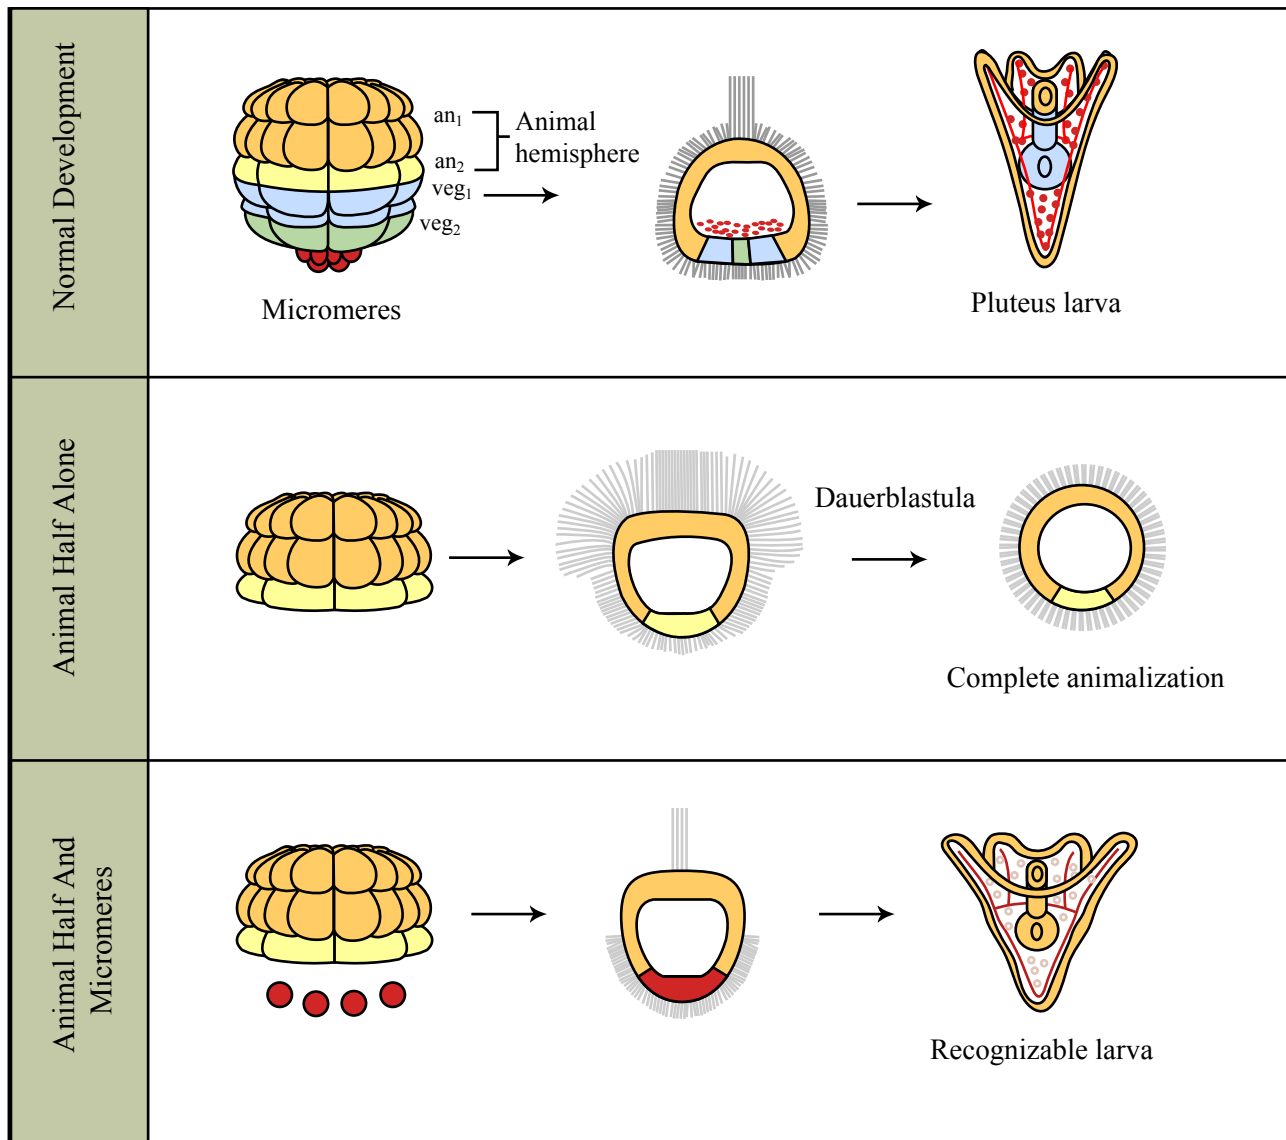 Normal Development
an₁
Animal
hemisphere
an₂
veg₁
veg₂
Micromeres
Pluteus larva
Animal Half Alone
Dauerblastula
Complete animalization
Animal Half And
Micromeres
Recognizable larva